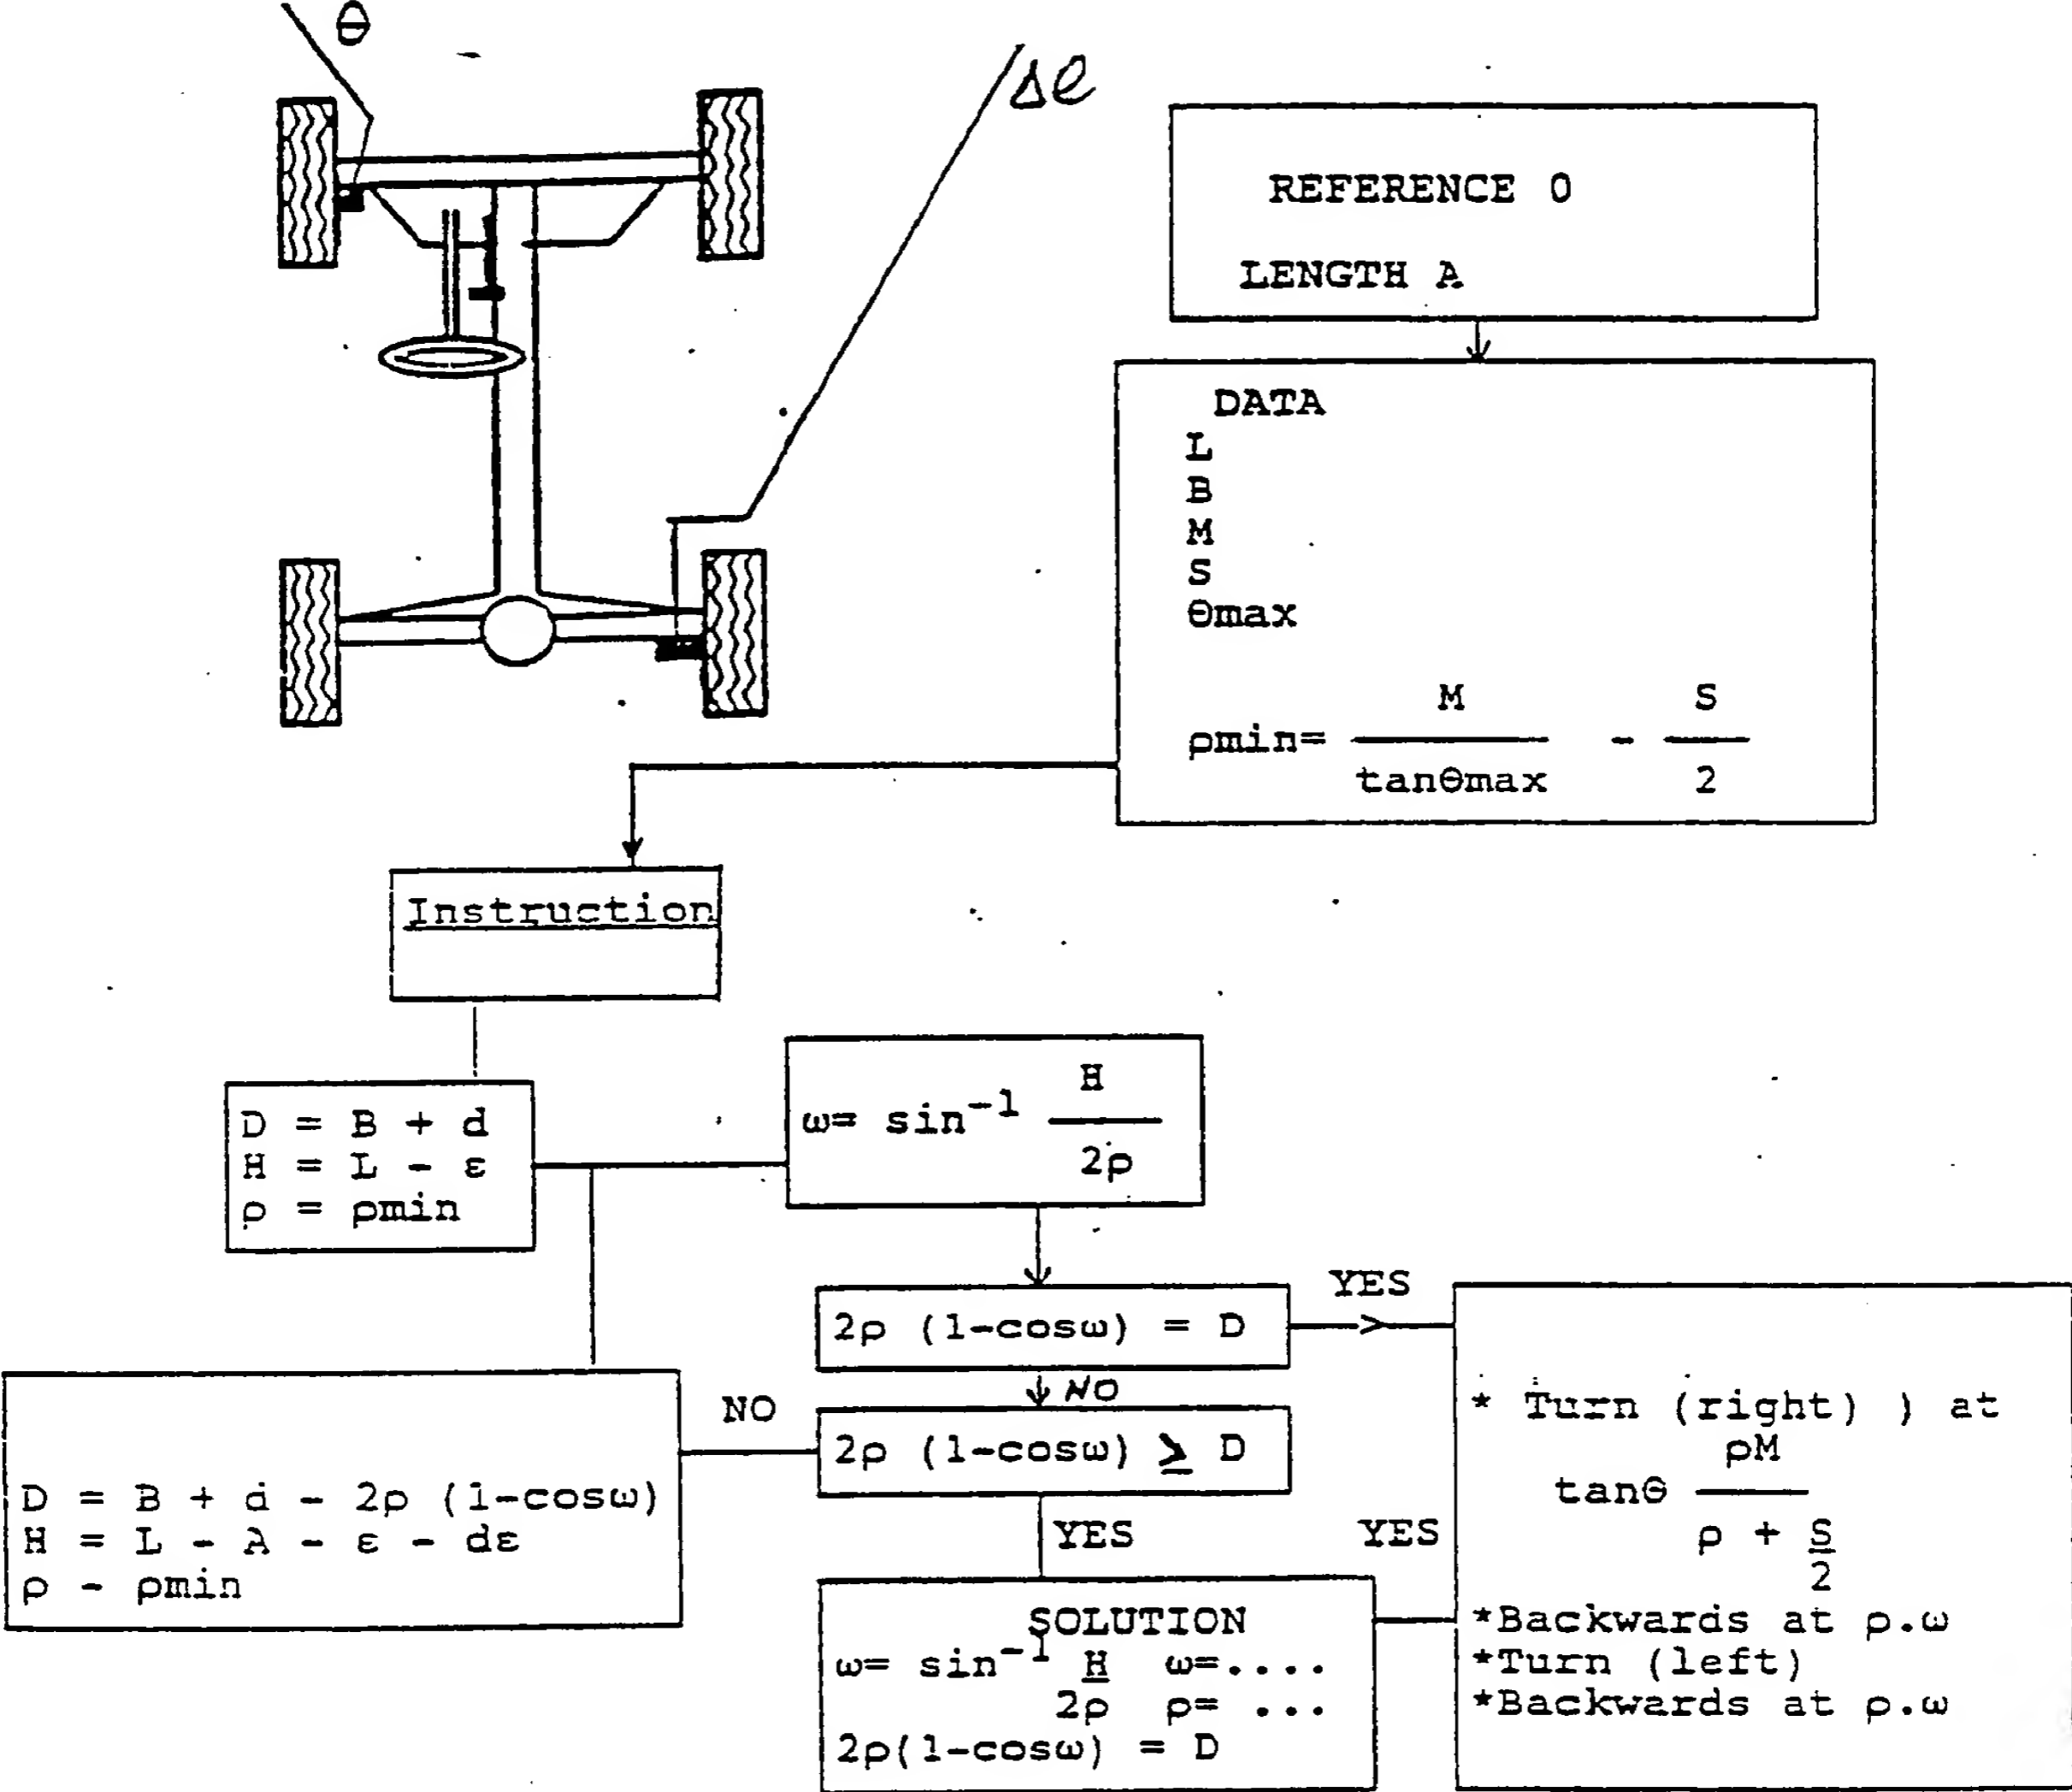 θ
Δe
REFERENCE 0
LENGTH A
DATA
L
B
M
S
θmax
M S
ρmin= ——— - ———
tanθmax 2
Instruction
D = B + d
H = L - ε
ρ = ρmin
H
ω= sin⁻¹ ———
2ρ
2ρ (1-cosω) = D
YES
NO
2ρ (1-cosω) ≥ D
NO
YES
D = B + d - 2ρ (1-cosω)
H = L - A - ε - dε
ρ - ρmin
SOLUTION
ω= sin⁻¹ H ω=....
2ρ ρ= ...
2ρ(1-cosω) = D
YES
* Turn (right) ) at
ρM
tanθ ———
ρ + S
2
*Backwards at ρ.ω
*Turn (left)
*Backwards at ρ.ω